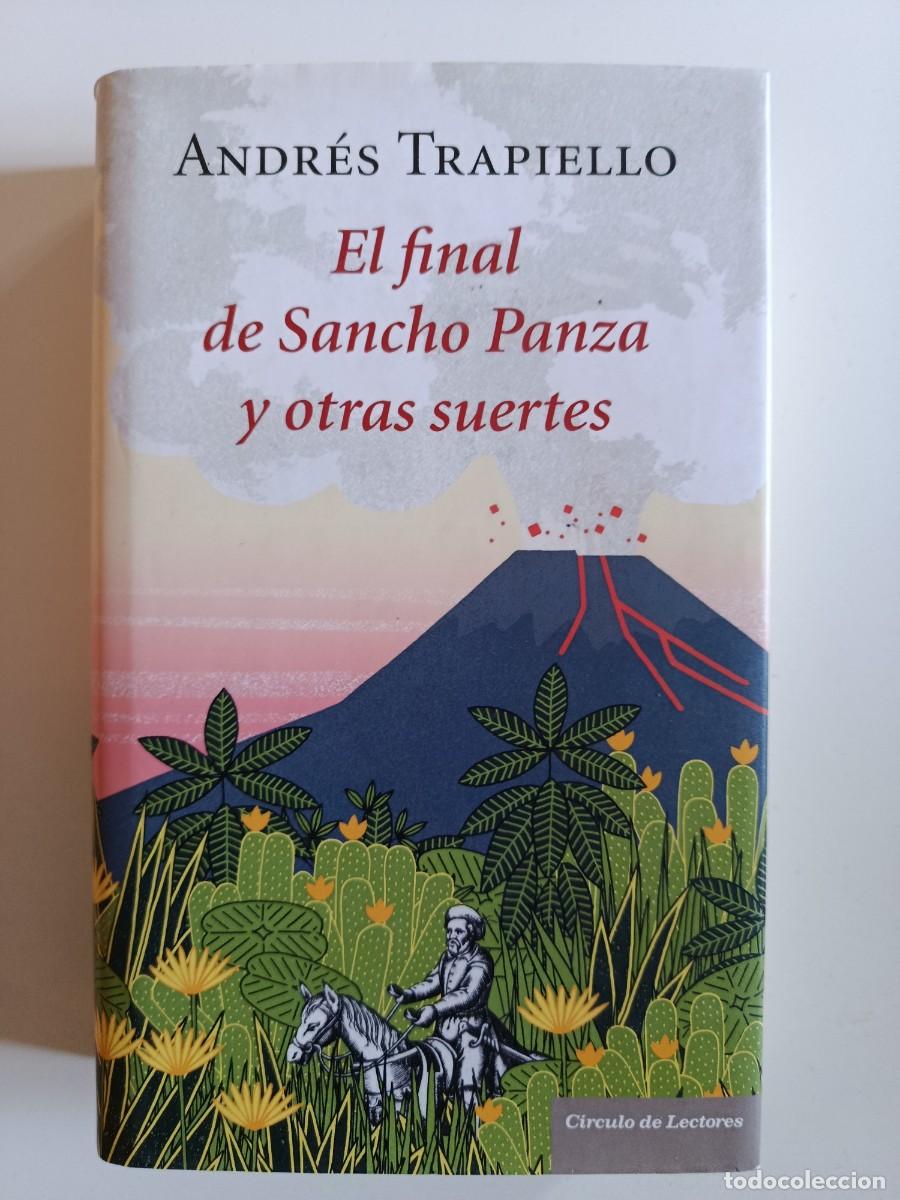 ANDRÉS TRAPIELLO
El final
de Sancho Panza
y otras suertes
Círculo de Lectores
todocoleccion